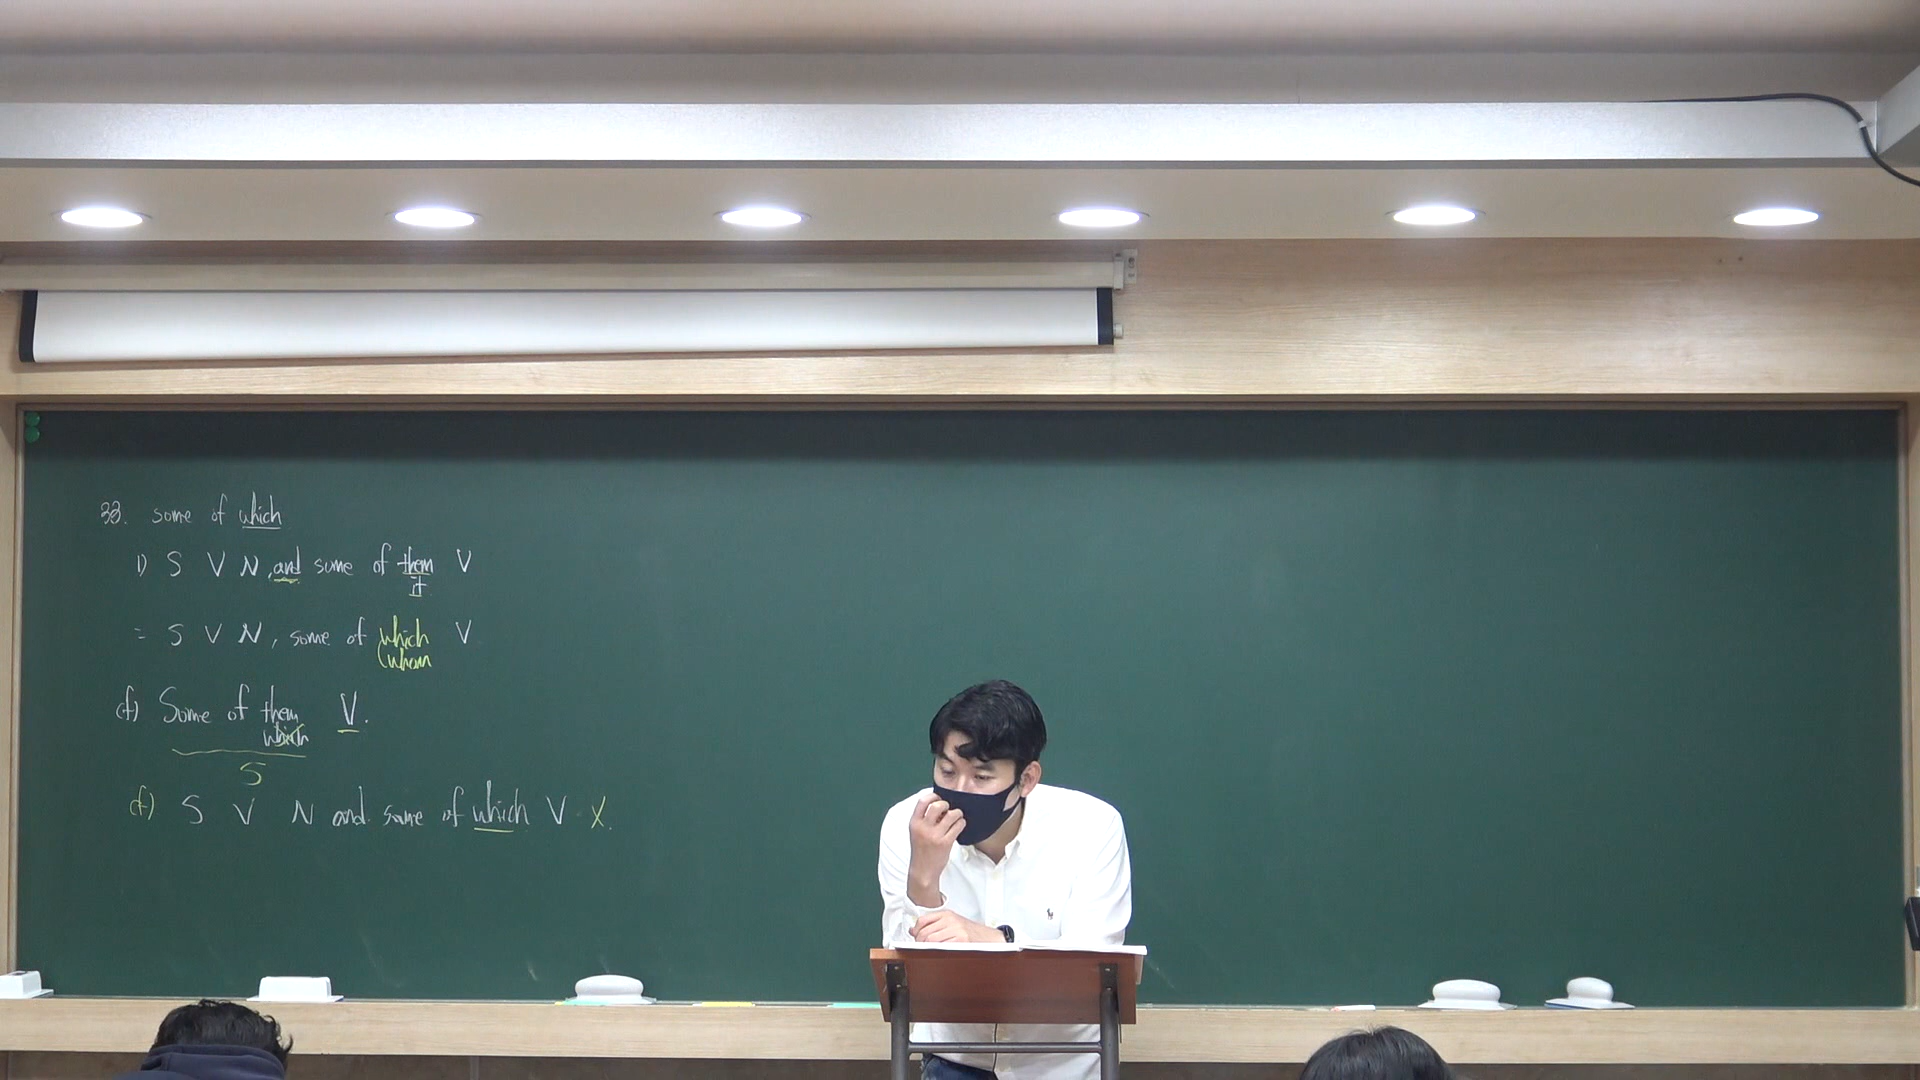 33. some of which
1) S V N, and some of them V
it
= S V N, some of which V
(whom
cf) Some of them V.
which
S
cf) S V N and some of which V X.